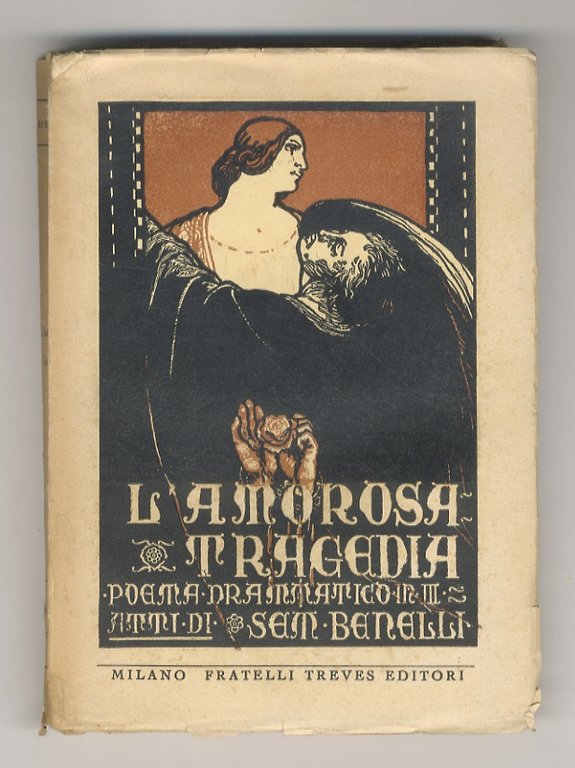 L'AMOROSA
TRAGEDIA
POEMA·DRAMMATICO·IN·III·
ATTI·DI SEM·BENELLI
MILANO FRATELLI TREVES EDITORI